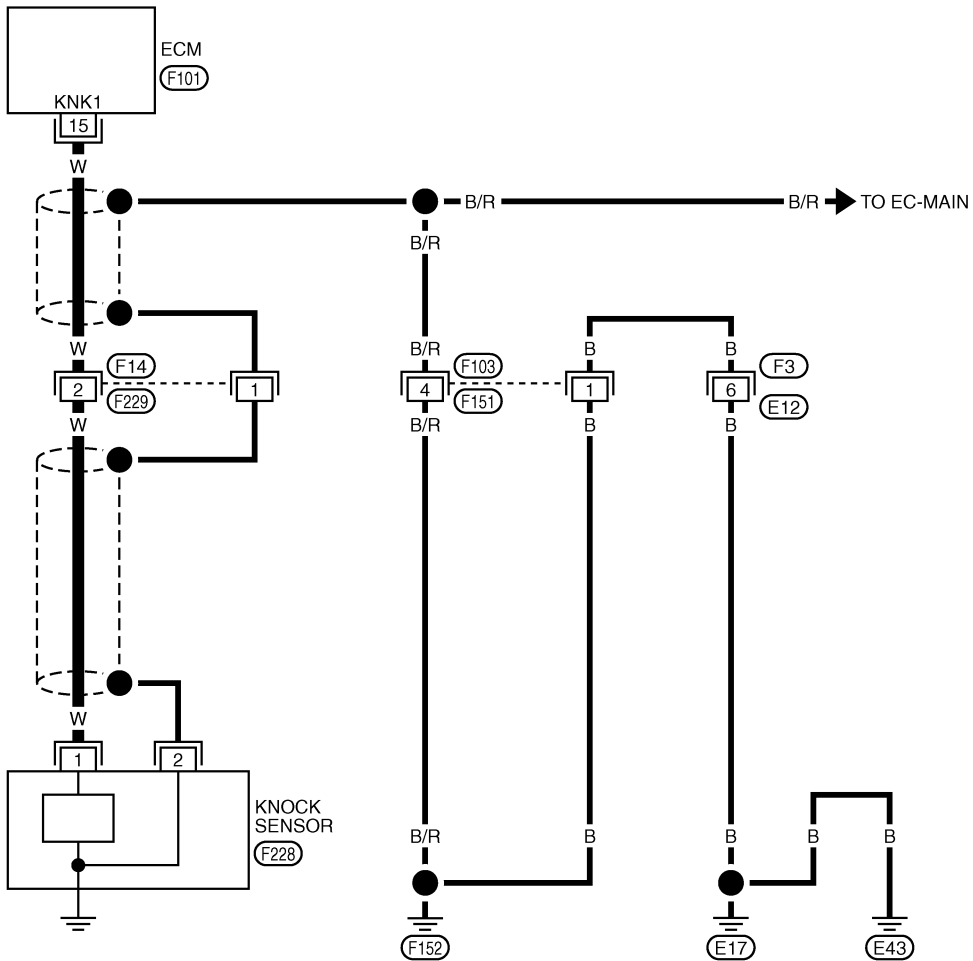 ECM
F101
KNK1
15
W
B/R B/R TO EC-MAIN
B/R
W B/R B B
F14 F103 F3
2 1 4 1 6
F229 F151 E12
W B/R B B
W
1 2
KNOCK
SENSOR
F228
B/R B B B B
F152 E17 E43